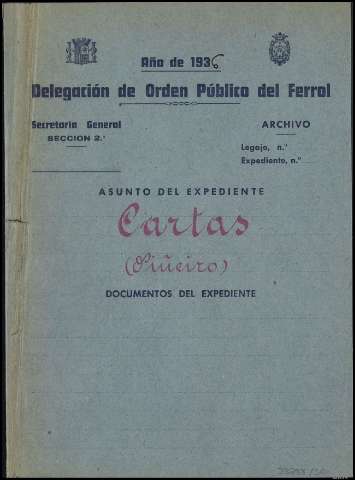 Año de 1936
Delegación de Orden Público del Ferrol
Secretaría General
SECCION 2.ª
ARCHIVO
Legajo, n.º
Expediente, n.º
ASUNTO DEL EXPEDIENTE
Cartas
(Piñeiro)
DOCUMENTOS DEL EXPEDIENTE